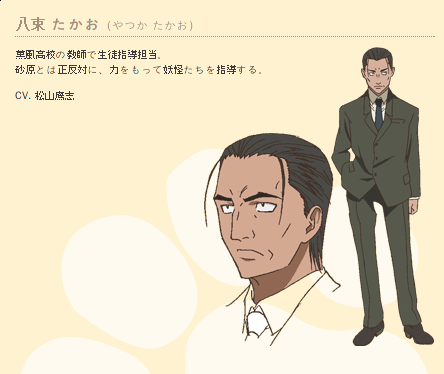 八束 たかお (やつか たかお)
薫風高校の教師で生徒指導担当。
砂原とは正反対に、力をもって妖怪たちを指導する。
CV. 松山鷹志